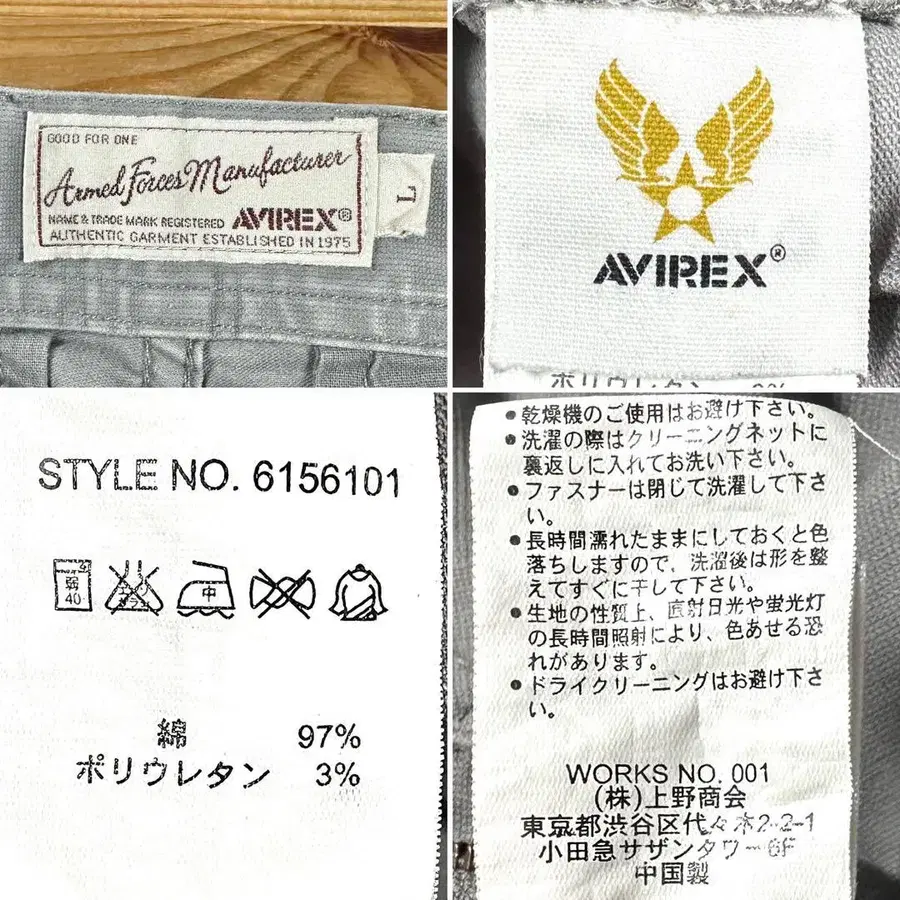 GOOD FOR ONE
Armed Forces Manufacturer
NAME & TRADE MARK REGISTERED AVIREX®
AUTHENTIC GARMENT ESTABLISHED IN 1975
L
AVIREX®
ポリウレタン
STYLE NO. 6156101
弱
40
中
綿 97%
ポリウレタン 3%
・乾燥機のご使用はお避け下さい。
・洗濯の際はクリーニングネットに
裏返しに入れてお洗い下さい。
・ファスナーは閉じて洗濯して下さ
い。
・長時間濡れたままにしておくと色
落ちしますので、洗濯後は形を整
えてすぐに干して下さい。
・生地の性質上、直射日光や蛍光灯
の長時間照射により、色あせる恐
れがあります。
・ドライクリーニングはお避け下さ
い。
WORKS NO. 001
(株)上野商会
東京都渋谷区代々木2-2-1
小田急サザンタワー6F
中国製